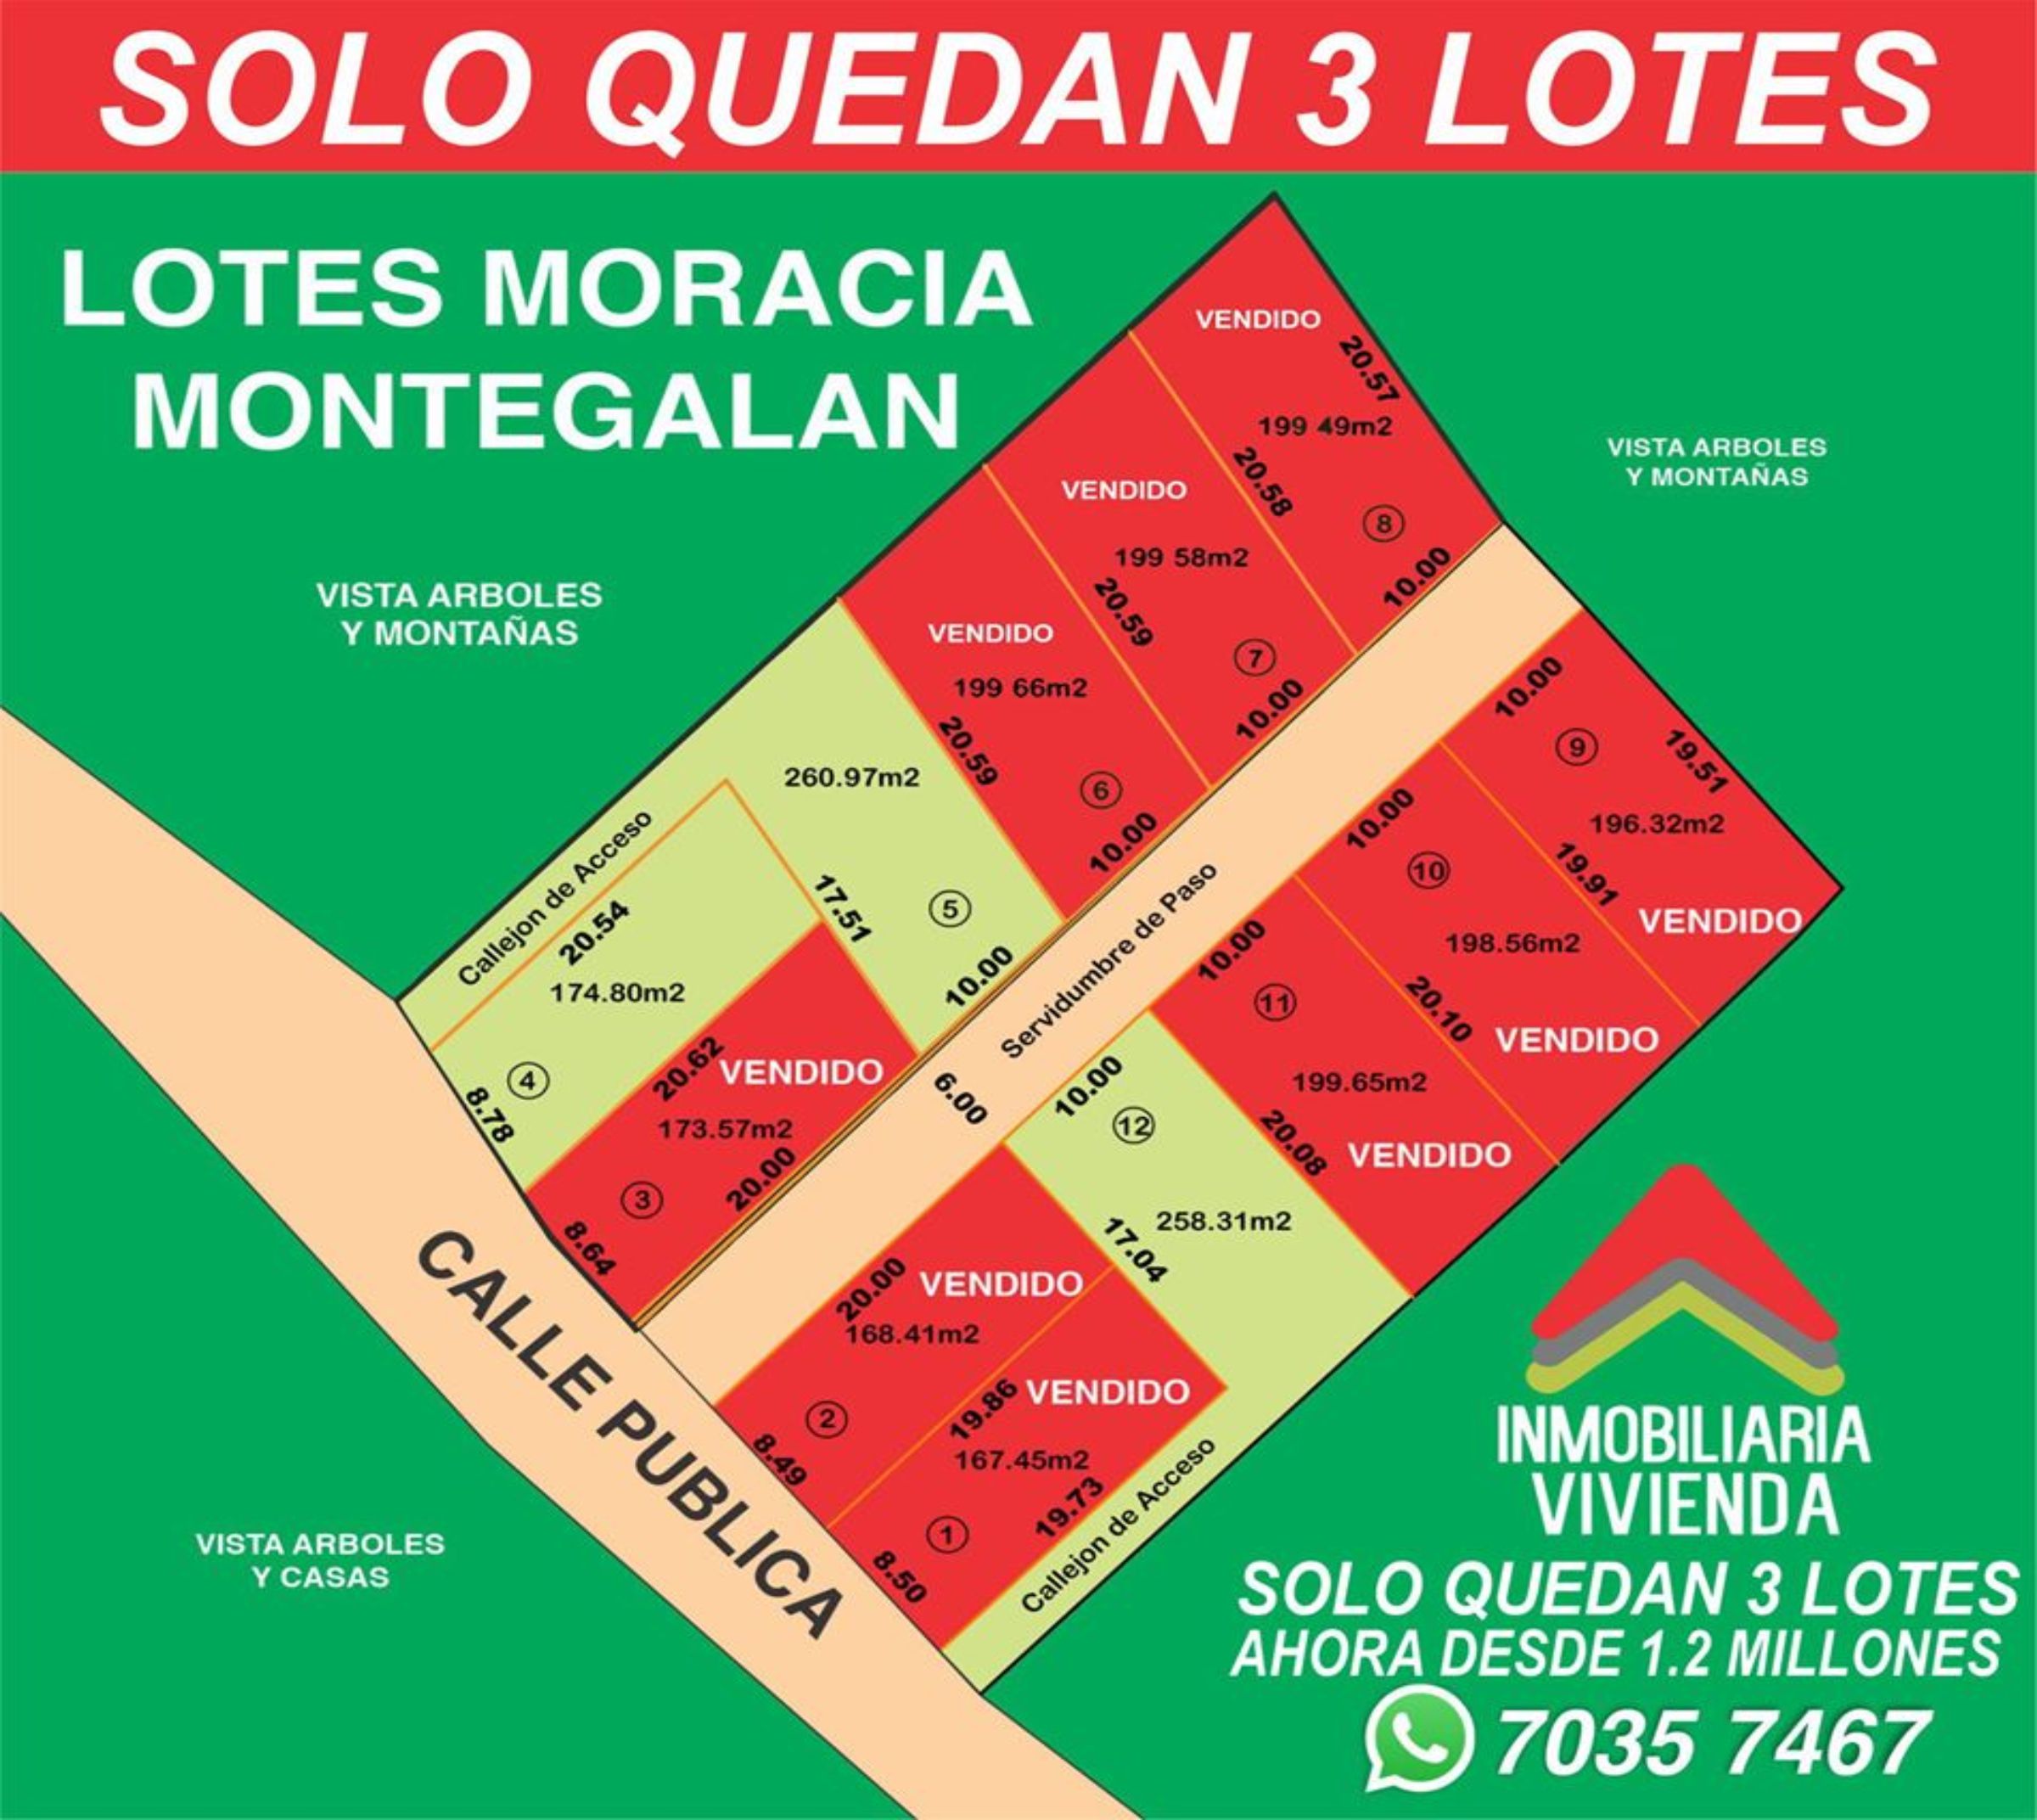 SOLO QUEDAN 3 LOTES
LOTES MORACIA
MONTEGALAN
VISTA ARBOLES
Y MONTAÑAS
VISTA ARBOLES
Y MONTAÑAS
VENDIDO
20.57
199 49m2
20.58
8
10.00
VENDIDO
199 58m2
20.59
7
10.00
VENDIDO
199 66m2
20.59
6
10.00
260.97m2
Callejon de Acceso
17.51
5
10.00
20.54
174.80m2
4
8.78
20.62
VENDIDO
173.57m2
20.00
3
8.64
Servidumbre de Paso
6.00
10.00
9
19.51
196.32m2
19.91
VENDIDO
10.00
10
198.56m2
20.10
VENDIDO
10.00
11
199.65m2
20.08
VENDIDO
10.00
12
258.31m2
17.04
20.00
VENDIDO
168.41m2
2
8.49
19.86
VENDIDO
167.45m2
19.73
1
8.50
Callejon de Acceso
CALLE PUBLICA
VISTA ARBOLES
Y CASAS
INMOBILIARIA
VIVIENDA
SOLO QUEDAN 3 LOTES
AHORA DESDE 1.2 MILLONES
7035 7467